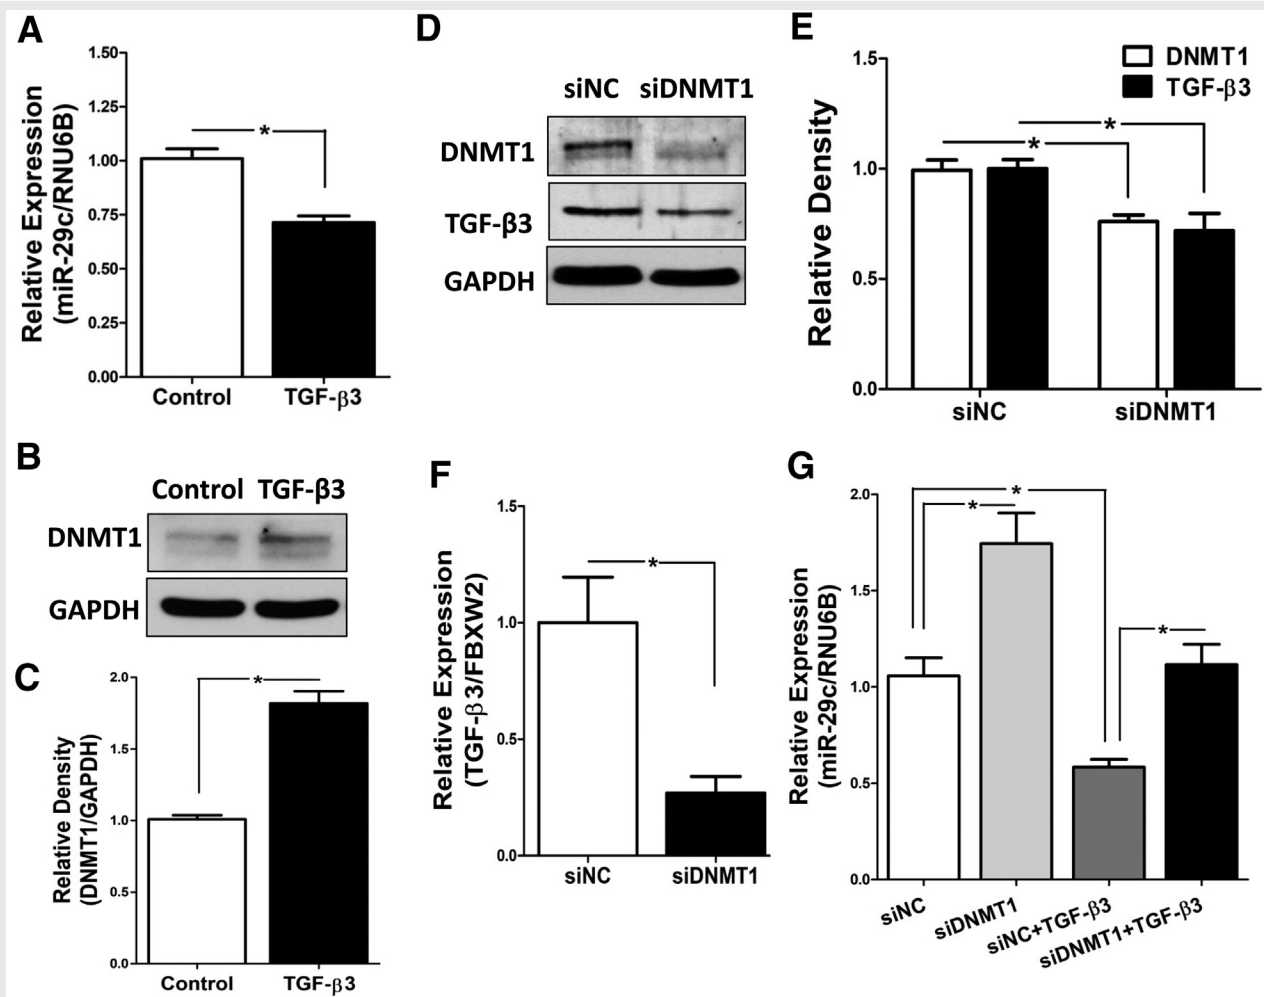 A
Relative Expression
(miR-29c/RNU6B)
1.50
1.25
1.00
0.75
0.50
0.25
0.00
*
Control TGF-β3
B
Control TGF-β3
DNMT1
GAPDH
C
Relative Density
(DNMT1/GAPDH)
2.0
1.5
1.0
0.5
0.0
*
Control TGF-β3
D
siNC siDNMT1
DNMT1
TGF-β3
GAPDH
E
DNMT1
TGF-β3
Relative Density
1.5
1.0
0.5
0.0
*
*
siNC siDNMT1
F
Relative Expression
(TGF-β3/FBXW2)
1.5
1.0
0.5
0.0
*
siNC siDNMT1
G
Relative Expression
(miR-29c/RNU6B)
2.0
1.5
1.0
0.5
0.0
*
*
*
siNC
siDNMT1
siNC+TGF-β3
siDNMT1+TGF-β3